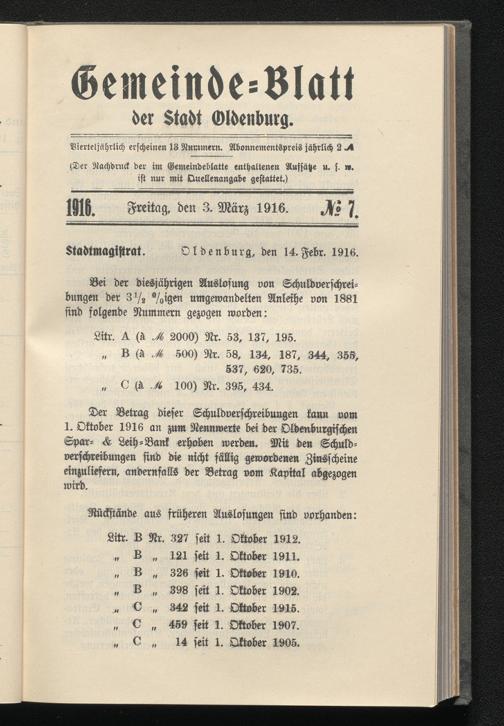 Gemeinde=Blatt
der Stadt Oldenburg.
Vierteljährlich erscheinen 13 Nummern. Abonnementspreis jährlich 2 ℳ
(Der Nachdruck der im Gemeindeblatte enthaltenen Aufsätze u. s. w.
ist nur mit Quellenangabe gestattet.)
1916. Freitag, den 3. März 1916. № 7.
Stadtmagistrat. Oldenburg, den 14. Febr. 1916.
Bei der diesjährigen Auslosung von Schuldverschrei-
bungen der 3½ %igen umgewandelten Anleihe von 1881
sind folgende Nummern gezogen worden:
Litr. A (à ℳ 2000) Nr. 53, 137, 195.
„ B (à ℳ 500) Nr. 58, 134, 187, 344, 355,
537, 620, 735.
„ C (à ℳ 100) Nr. 395, 434.
Der Betrag dieser Schuldverschreibungen kann vom
1. Oktober 1916 an zum Nennwerte bei der Oldenburgischen
Spar- & Leih-Bank erhoben werden. Mit den Schuld-
verschreibungen sind die nicht fällig gewordenen Zinsscheine
einzuliefern, andernfalls der Betrag vom Kapital abgezogen
wird.
Rückstände aus früheren Auslosungen sind vorhanden:
Litr. B Nr. 327 seit 1. Oktober 1912.
„ B „ 121 seit 1. Oktober 1911.
„ B „ 326 seit 1. Oktober 1910.
„ B „ 398 seit 1. Oktober 1902.
„ C „ 342 seit 1. Oktober 1915.
„ C „ 459 seit 1. Oktober 1907.
„ C „ 14 seit 1. Oktober 1905.